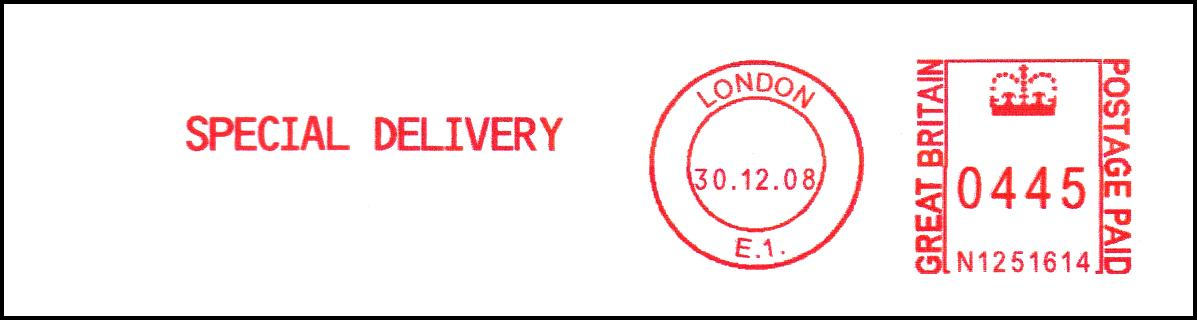 SPECIAL DELIVERY
LONDON
30.12.08
E.1.
GREAT BRITAIN
0445
N1251614
POSTAGE PAID